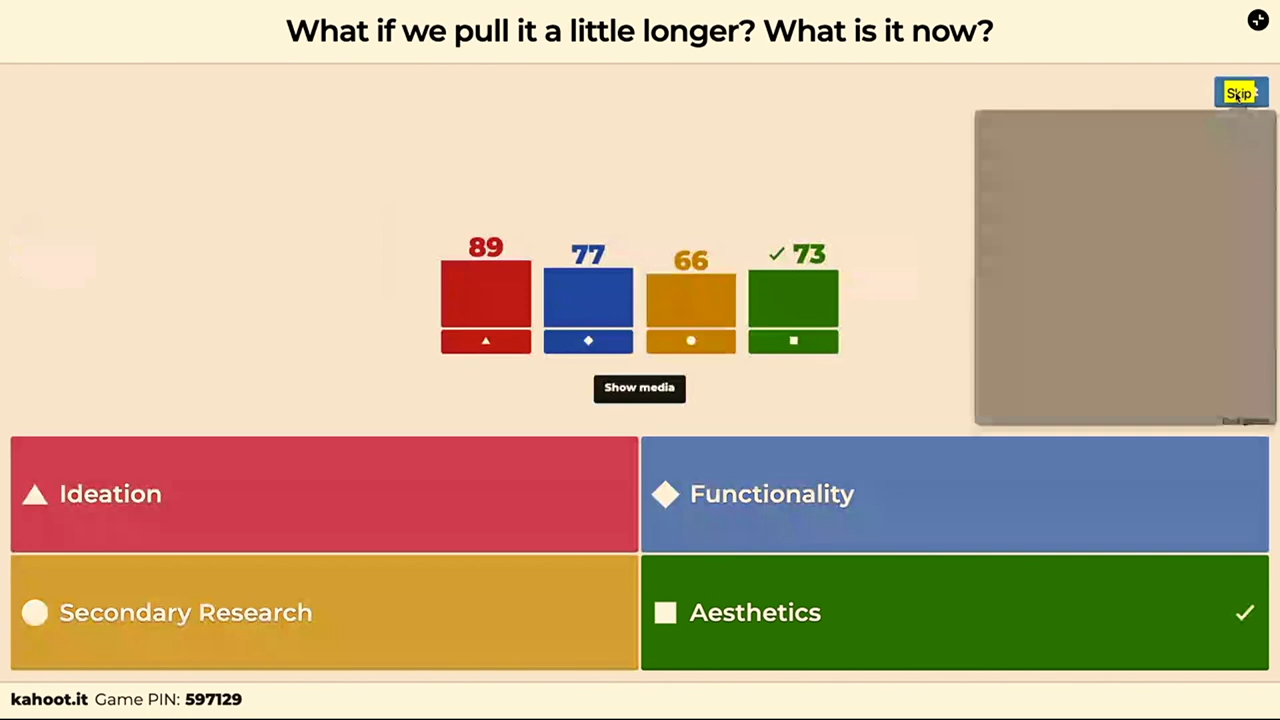 What if we pull it a little longer? What is it now?
Skip
89
77
66
73
Show media
Ideation
Functionality
Secondary Research
Aesthetics
kahoot.it Game PIN: 597129